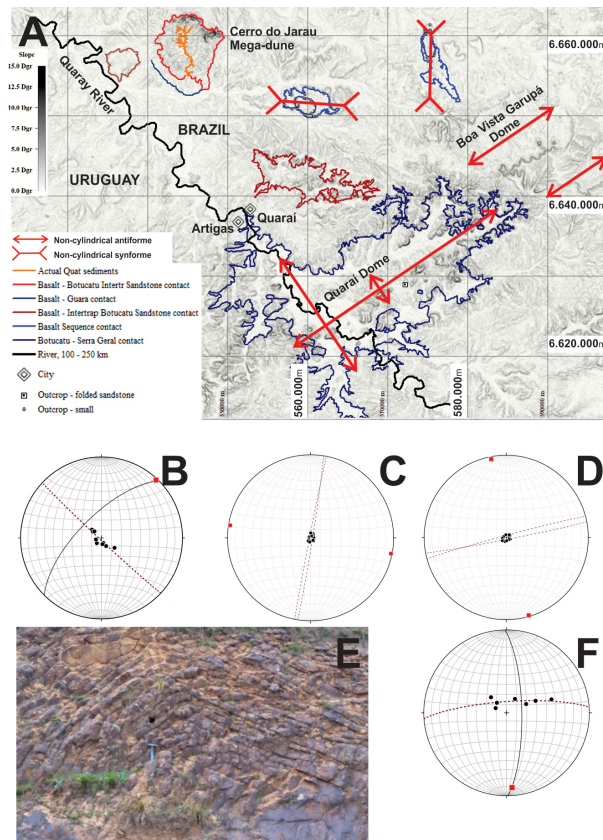 A
Slope
15.0 Dgr
12.5 Dgr
10.0 Dgr
7.5 Dgr
5.0 Dgr
2.5 Dgr
0.0 Dgr
Cerro do Jarau
Mega-dune
6.660.000m
Quaray River
BRAZIL
Boa Vista Garupá
Dome
URUGUAY
6.640.000m
Artigas
Quaraí
Quaraí Dome
6.620.000m
Non-cylindrical antiforme
Non-cylindrical synforme
Actual Quat sediments
Basalt - Botucatu Intertr Sandstone contact
Basalt - Guara contact
Basalt - Intertrap Botucatu Sandstone contact
Basalt Sequence contact
Botucatu - Serra Geral contact
River, 100 - 250 km
City
Outcrop - folded sandstone
Outcrop - small
550000m
560.000m
570000m
580.000m
590000m
B
C
D
E
F